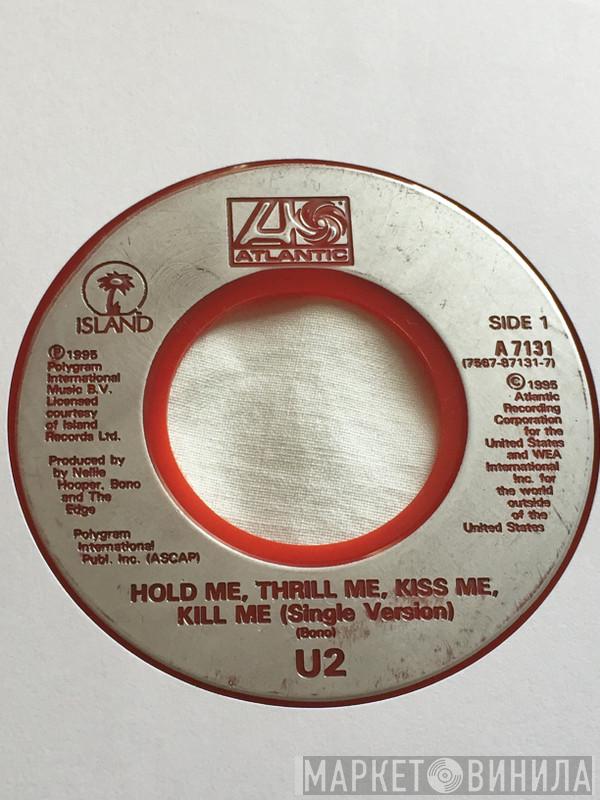 ATLANTIC
ISLAND
SIDE 1
A 7131
(7567-87131-7)
℗ 1995
Polygram
International
Music B.V.
Licensed
courtesy
of Island
Records Ltd.
Produced by
by Nellie
Hooper, Bono
and The
Edge
Polygram
International
Publ. Inc. (ASCAP)
© 1995
Atlantic
Recording
Corporation
for the
United States
and WEA
International
Inc. for
the world
outside
of the
United States
HOLD ME, THRILL ME, KISS ME,
KILL ME (Single Version)
(Bono)
U2
МАРКЕТ ВИНИЛА